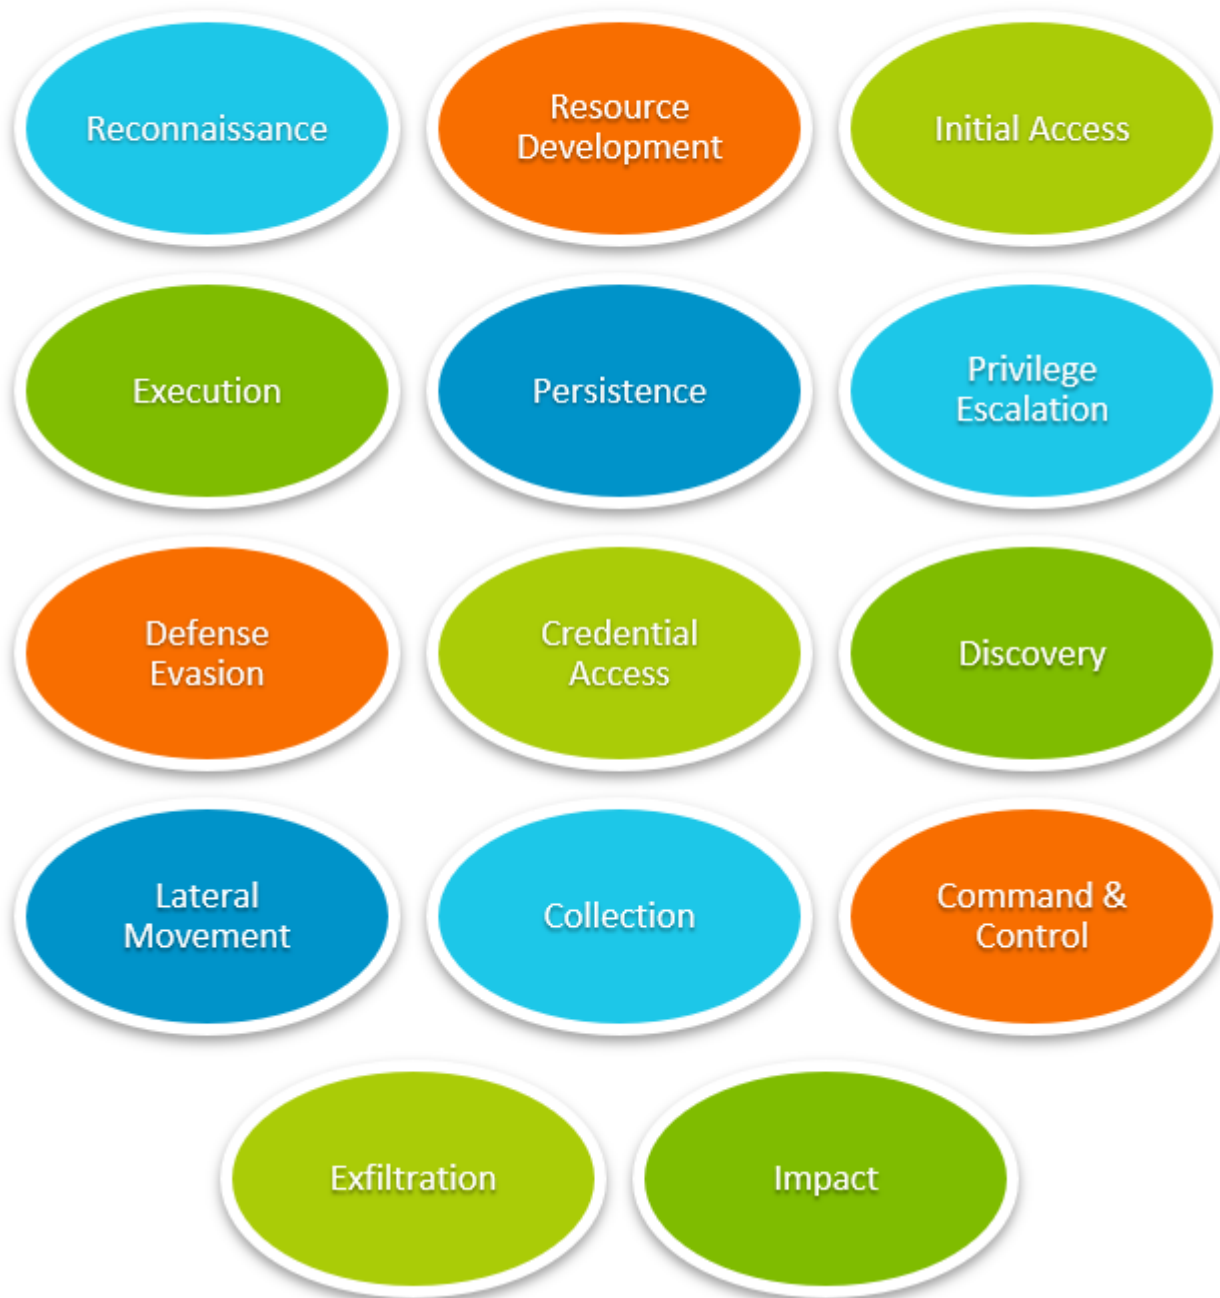 Reconnaissance
Resource
Development
Initial Access
Execution
Persistence
Privilege
Escalation
Defense
Evasion
Credential
Access
Discovery
Lateral
Movement
Collection
Command &
Control
Exfiltration
Impact